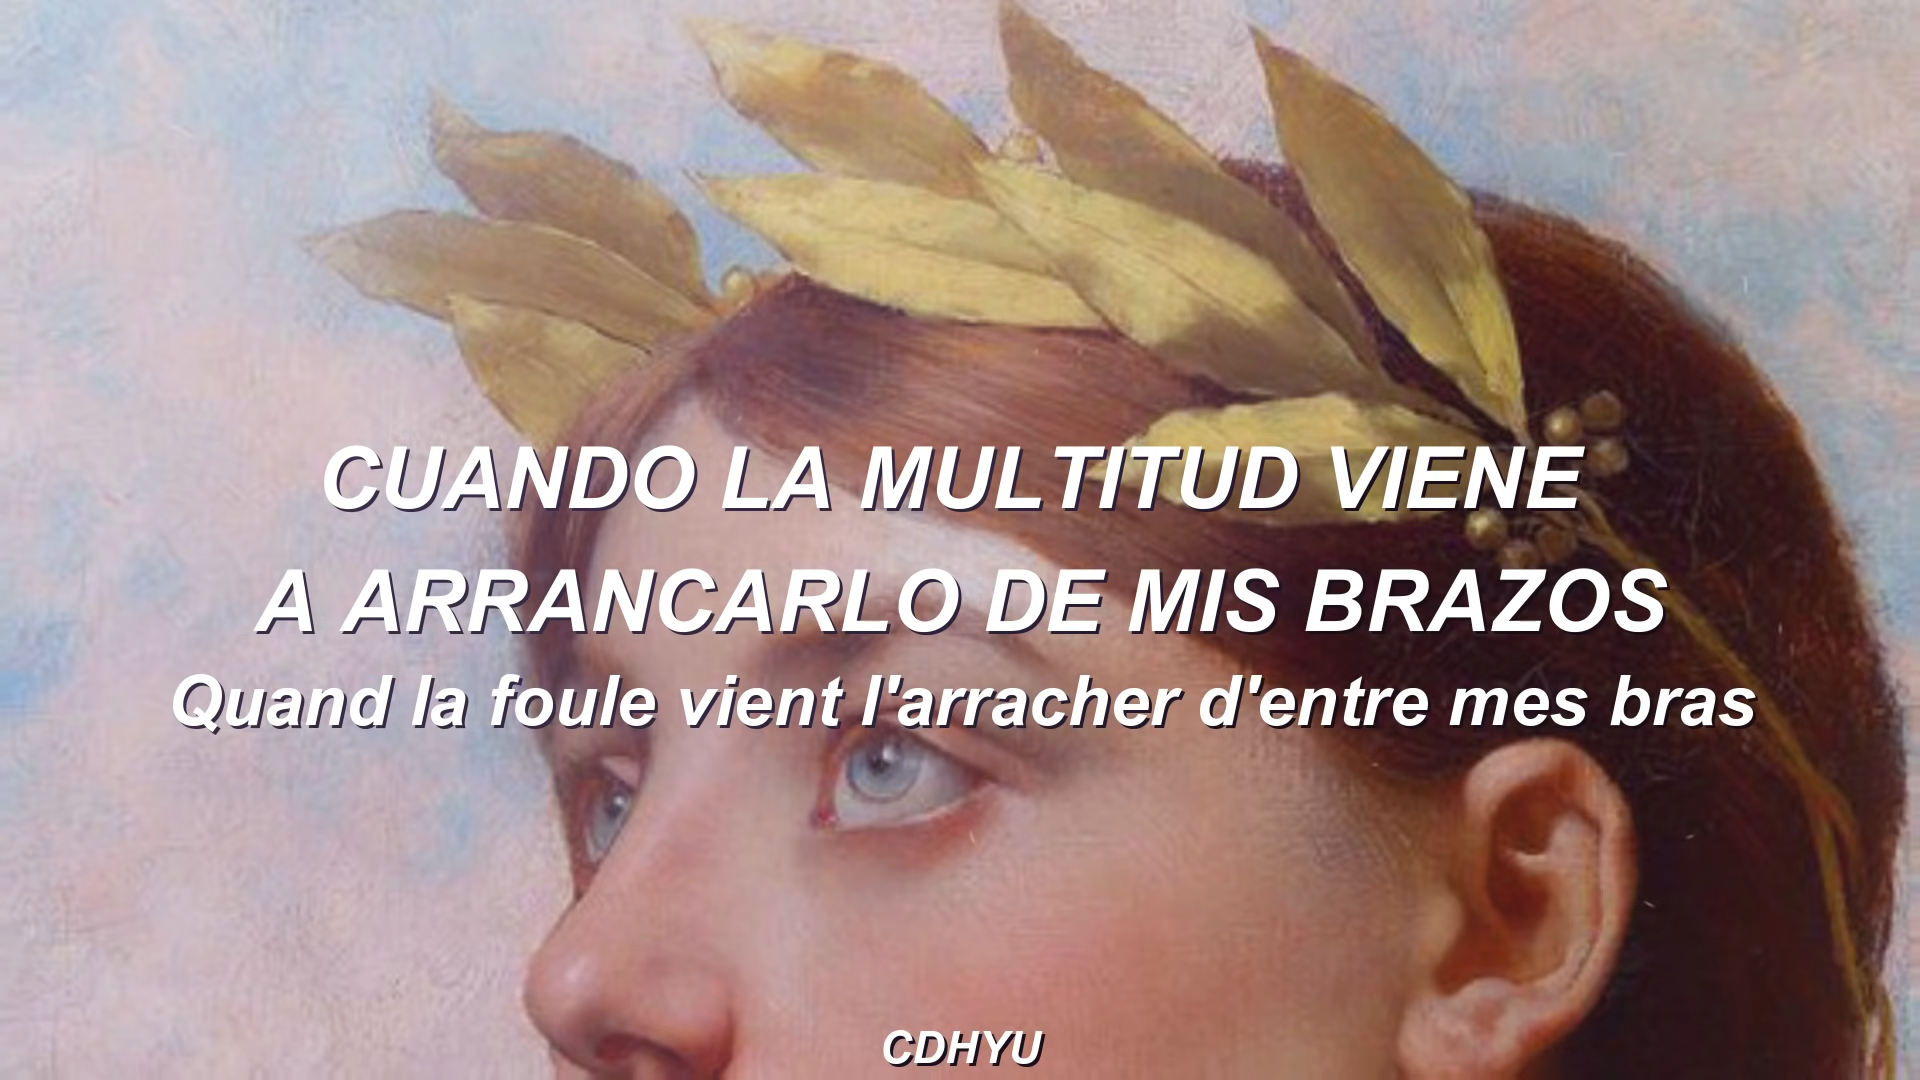 CUANDO LA MULTITUD VIENE
A ARRANCARLO DE MIS BRAZOS
Quand la foule vient l'arracher d'entre mes bras
CDHYU